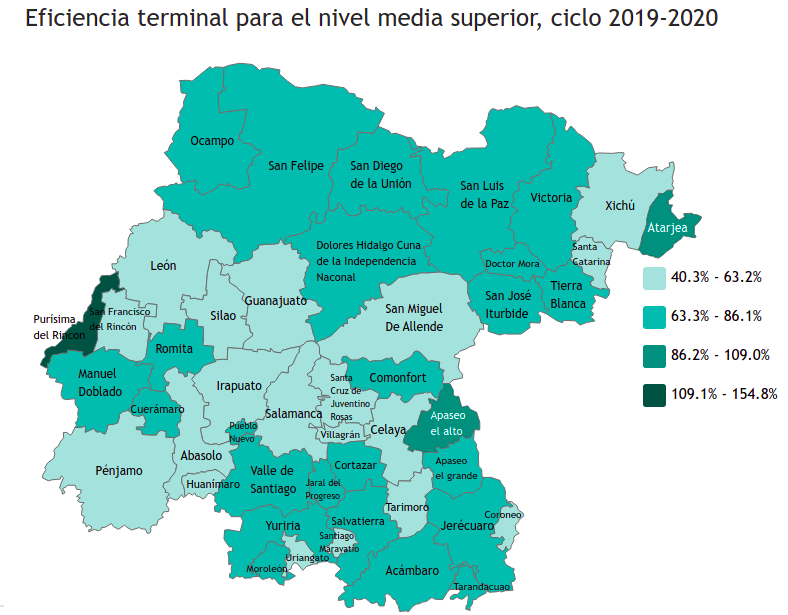 Eficiencia terminal para el nivel media superior, ciclo 2019-2020
Ocampo
San Felipe
San Diego
de la Unión
San Luis
de la Paz
Victoria
Xichú
Atarjea
Dolores Hidalgo Cuna
de la Independencia
Naconal
Doctor Mora
Santa
Catarina
León
Guanajuato
Silao
San Miguel
De Allende
San José
Iturbide
Tierra
Blanca
40.3% - 63.2%
63.3% - 86.1%
86.2% - 109.0%
109.1% - 154.8%
Purísima
del Rincon
San Francisco
del Rincón
Romita
Manuel
Doblado
Cuerámaro
Irapuato
Salamanca
Santa
Cruz de
Juventino
Rosas
Comonfort
Apaseo
el alto
Villagrán
Celaya
Pueblo
Nuevo
Pénjamo
Abasolo
Huanímaro
Valle de
Santiago
Jaral del
Progreso
Cortazar
Apaseo
el grande
Tarimoro
Yuriria
Salvatierra
Jerécuaro
Coroneo
Santiago
Maravatío
Uriangato
Moroleón
Acámbaro
Tarandacuao